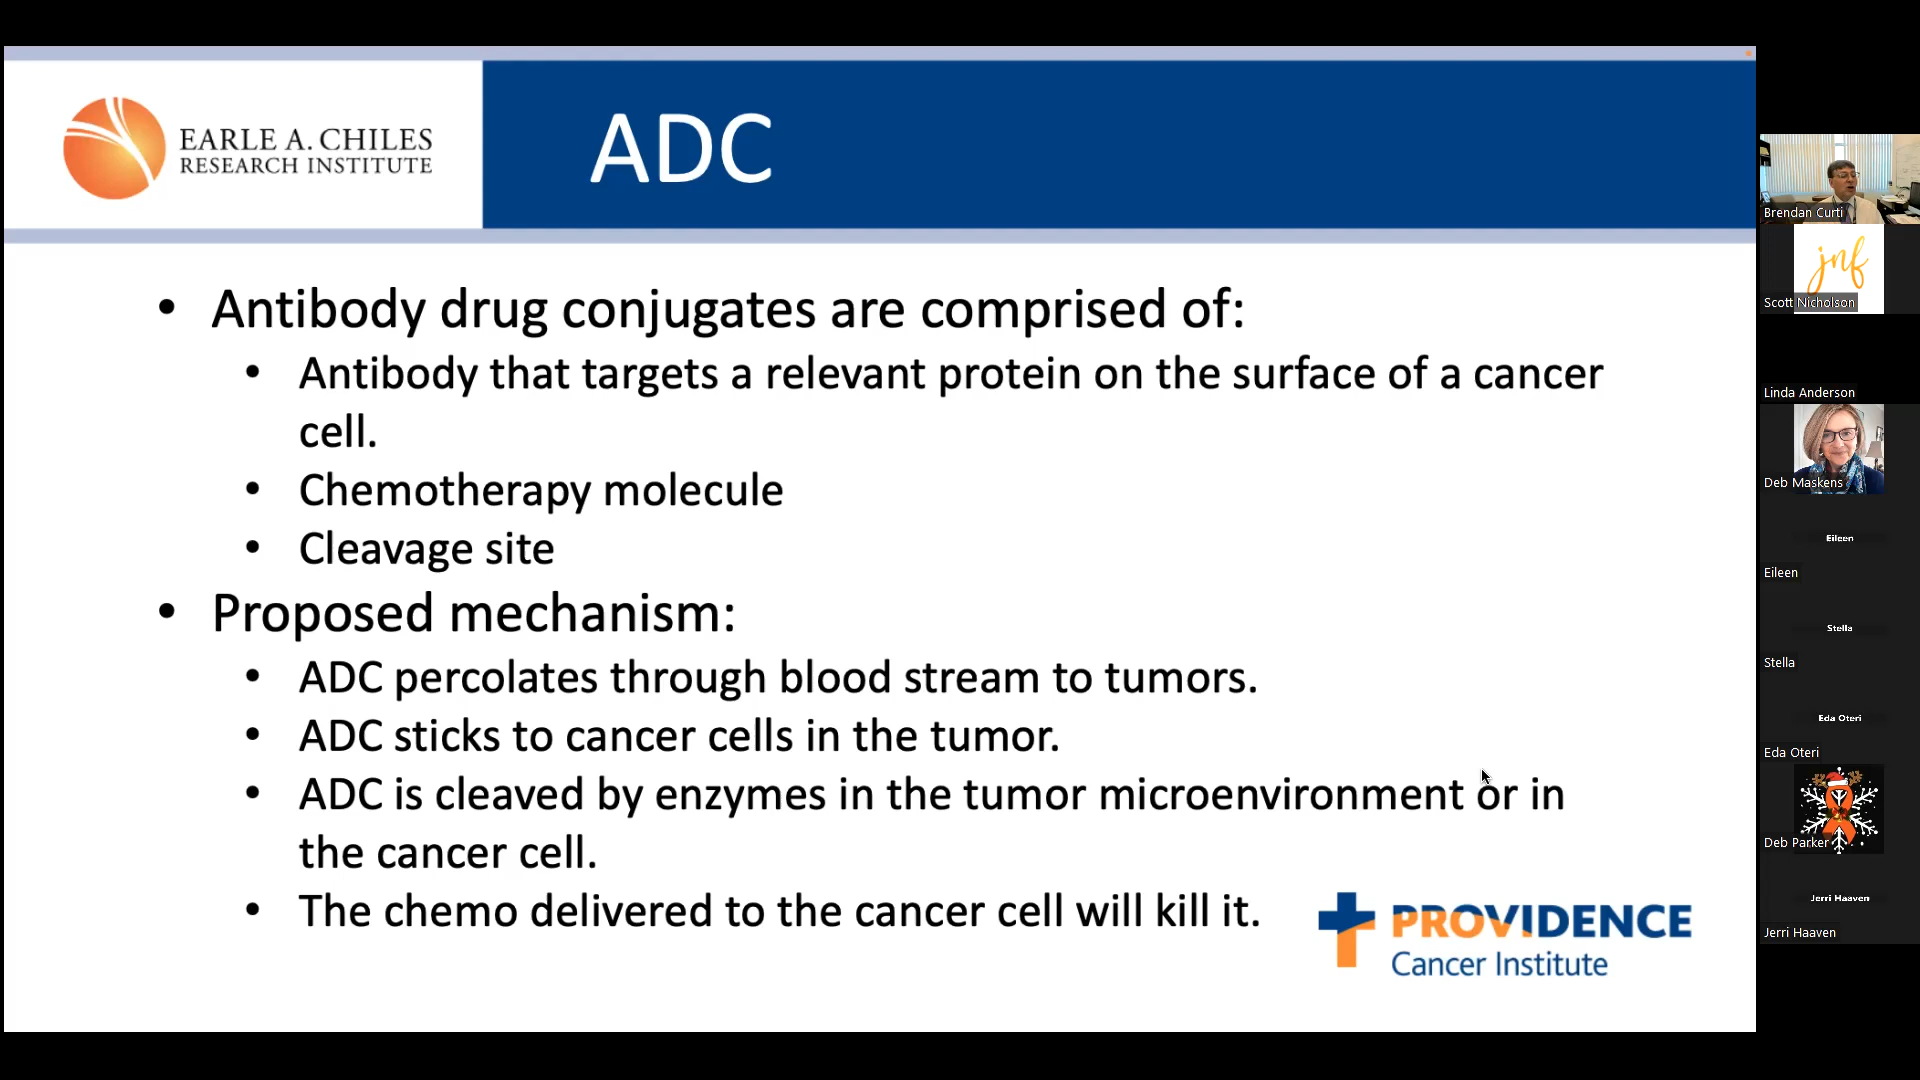 EARLE A. CHILES
RESEARCH INSTITUTE
ADC
• Antibody drug conjugates are comprised of:
• Antibody that targets a relevant protein on the surface of a cancer
cell.
• Chemotherapy molecule
• Cleavage site
• Proposed mechanism:
• ADC percolates through blood stream to tumors.
• ADC sticks to cancer cells in the tumor.
• ADC is cleaved by enzymes in the tumor microenvironment or in
the cancer cell.
• The chemo delivered to the cancer cell will kill it.
PROVIDENCE
Cancer Institute
Brendan Curti
jnf
Scott Nicholson
Linda Anderson
Deb Maskens
Eileen
Eileen
Stella
Stella
Eda Oteri
Eda Oteri
Deb Parker
Jerri Haaven
Jerri Haaven